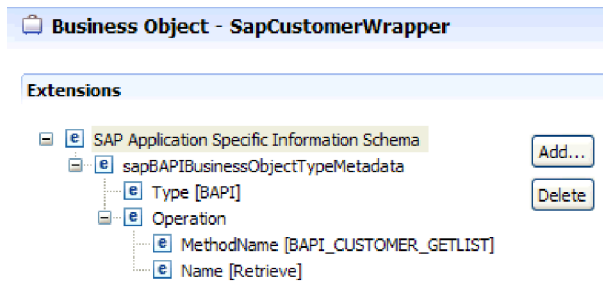 Business Object - SapCustomerWrapper
Extensions
SAP Application Specific Information Schema
Add...
sapBAPIBusinessObjectTypeMetadata
Type [BAPI]
Delete
Operation
MethodName [BAPI_CUSTOMER_GETLIST]
Name [Retrieve]